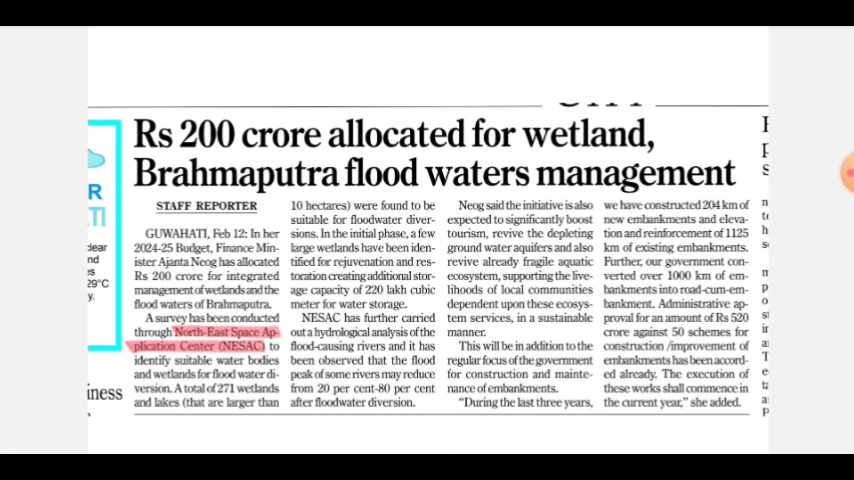 Rs 200 crore allocated for wetland,
Brahmaputra flood waters management
STAFF REPORTER
GUWAHATI, Feb 12: In her
2024-25 Budget, Finance Min-
ister Ajanta Neog has allocated
Rs 200 crore for integrated
management of wetlands and the
flood waters of Brahmaputra.
A survey has been conducted
through North-East Space Ap-
plication Center (NESAC) to
identify suitable water bodies
and wetlands for flood water di-
version. A total of 271 wetlands
and lakes (that are larger than
10 hectares) were found to be
suitable for floodwater diver-
sions. In the initial phase, a few
large wetlands have been iden-
tified for rejuvenation and res-
toration creating additional stor-
age capacity of 220 lakh cubic
meter for water storage.
NESAC has further carried
out a hydrological analysis of the
flood-causing rivers and it has
been observed that the flood
peak of some rivers may reduce
from 20 per cent-80 per cent
after floodwater diversion.
Neog said the initiative is also
expected to significantly boost
tourism, revive the depleting
ground water aquifers and also
revive already fragile aquatic
ecosystem, supporting the live-
lihoods of local communities
dependent upon these ecosys-
tem services, in a sustainable
manner.
This will be in addition to the
regular focus of the government
for construction and mainte-
nance of embankments.
“During the last three years,
we have constructed 204 km of
new embankments and eleva-
tion and reinforcement of 1125
km of existing embankments.
Further, our government con-
verted over 1000 km of em-
bankments into road-cum-em-
bankment. Administrative ap-
proval for an amount of Rs 520
crore against 50 schemes for
construction /improvement of
embankments has been accord-
ed already. The execution of
these works shall commence in
the current year,” she added.
R
TI
lear
nd
es
29°C
y.
iness